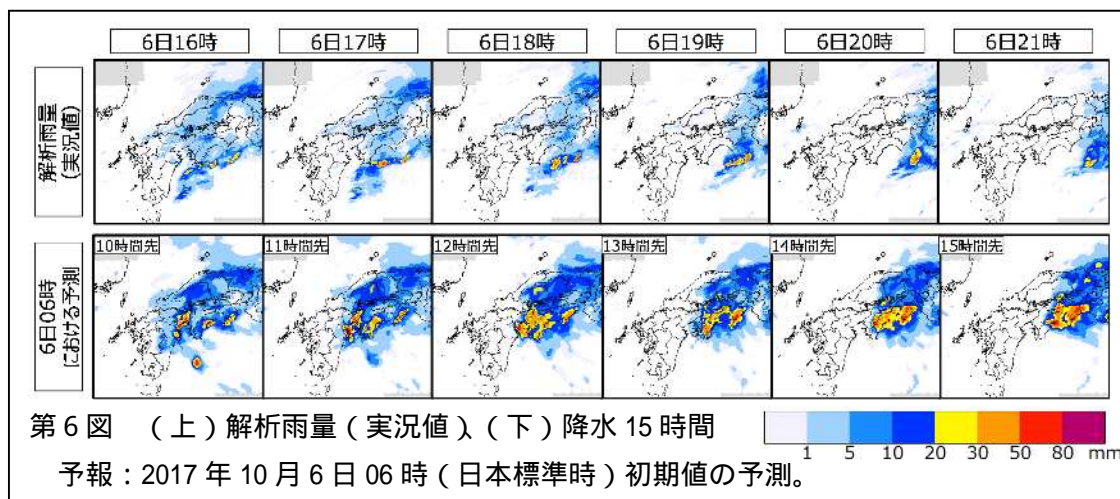 6日16時 6日17時 6日18時 6日19時 6日20時 6日21時
解析雨量
(実況値)
10時間先 11時間先 12時間先 13時間先 14時間先 15時間先
6日06時
における予測
第6図 (上)解析雨量(実況値)、(下)降水15時間
1 5 10 20 30 50 80 mm
予報:2017年10月6日06時(日本標準時)初期値の予測。